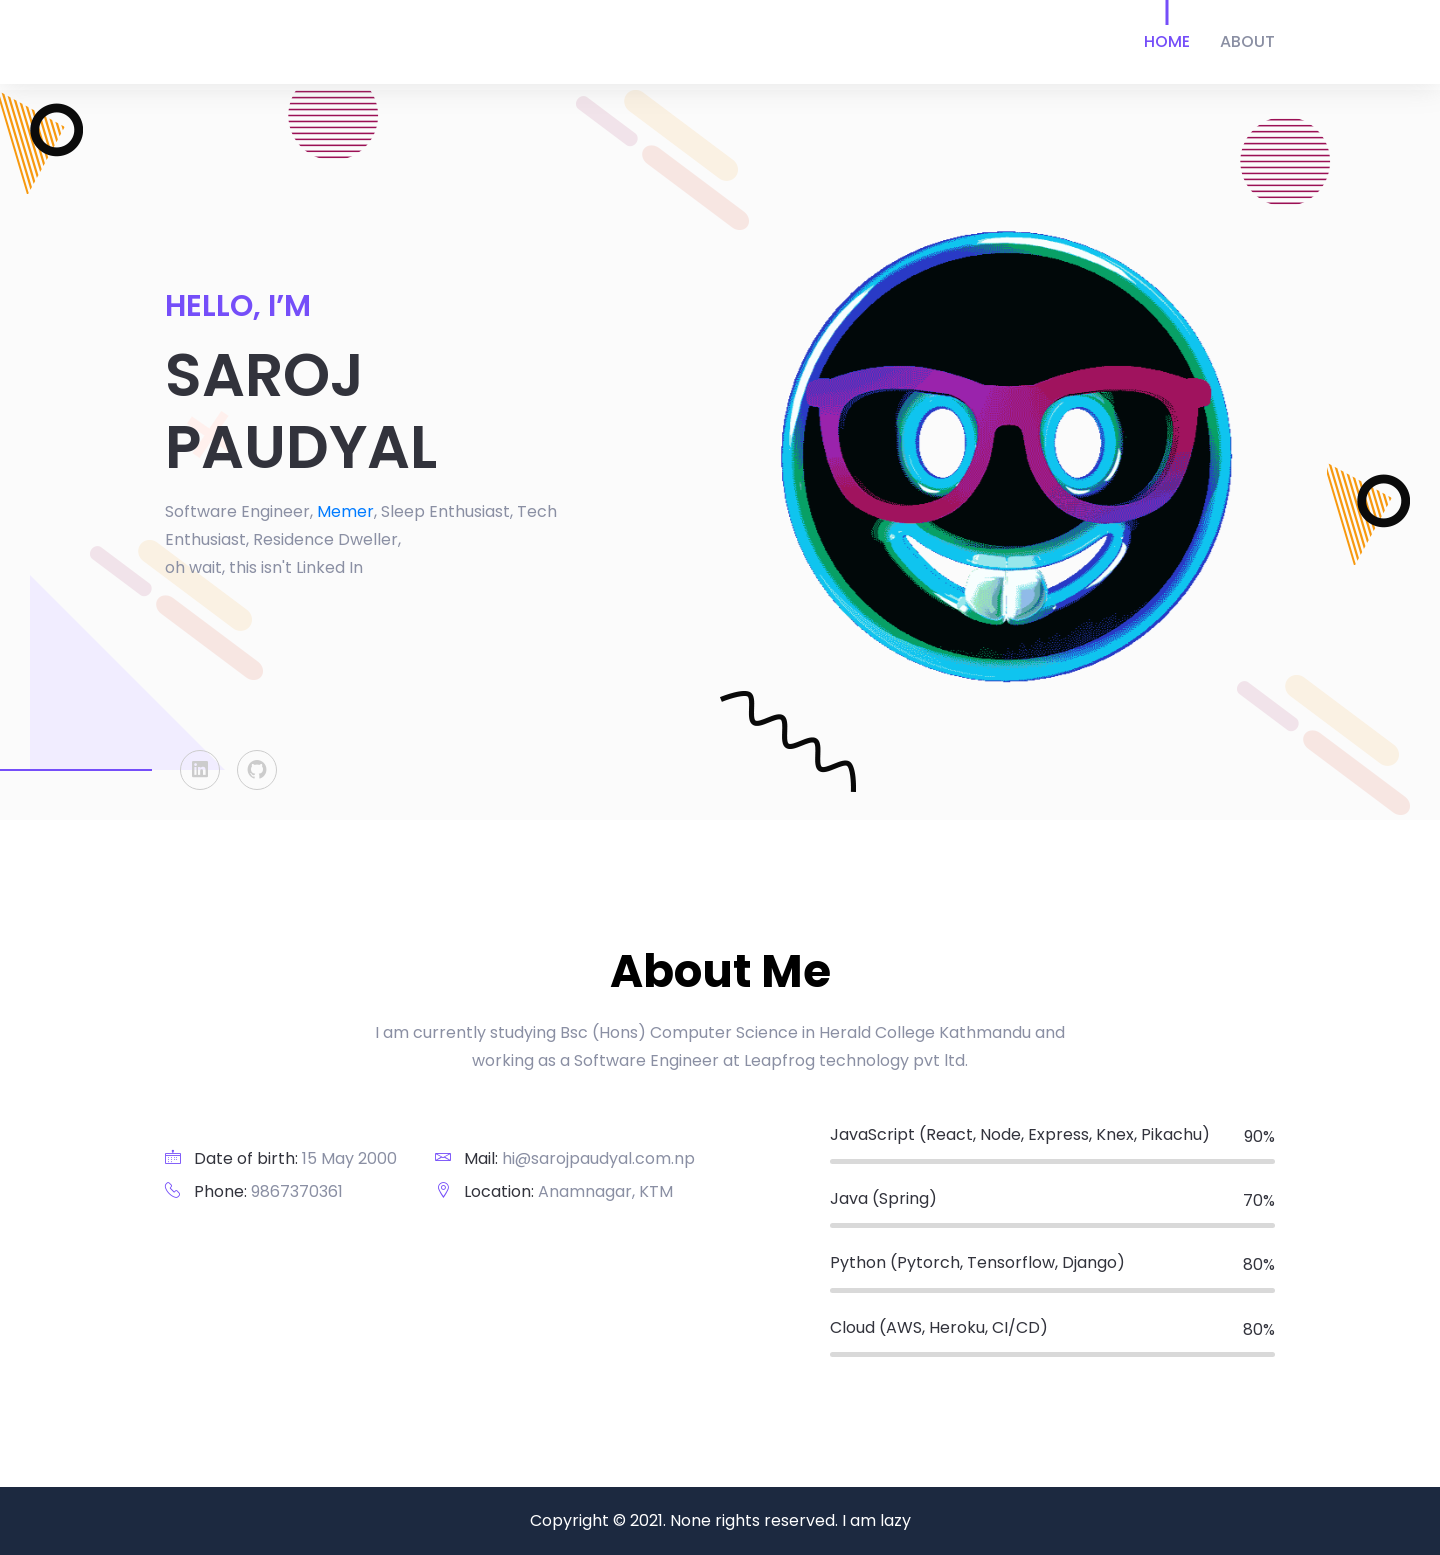 HOME ABOUT
HELLO, I’M
SAROJ
PAUDYAL
Software Engineer, Memer, Sleep Enthusiast, Tech
Enthusiast, Residence Dweller,
oh wait, this isn't Linked In
About Me
I am currently studying Bsc (Hons) Computer Science in Herald College Kathmandu and
working as a Software Engineer at Leapfrog technology pvt ltd.
Date of birth: 15 May 2000
Mail: hi@sarojpaudyal.com.np
Phone: 9867370361
Location: Anamnagar, KTM
JavaScript (React, Node, Express, Knex, Pikachu) 90%
Java (Spring) 70%
Python (Pytorch, Tensorflow, Django) 80%
Cloud (AWS, Heroku, CI/CD) 80%
Copyright © 2021. None rights reserved. I am lazy